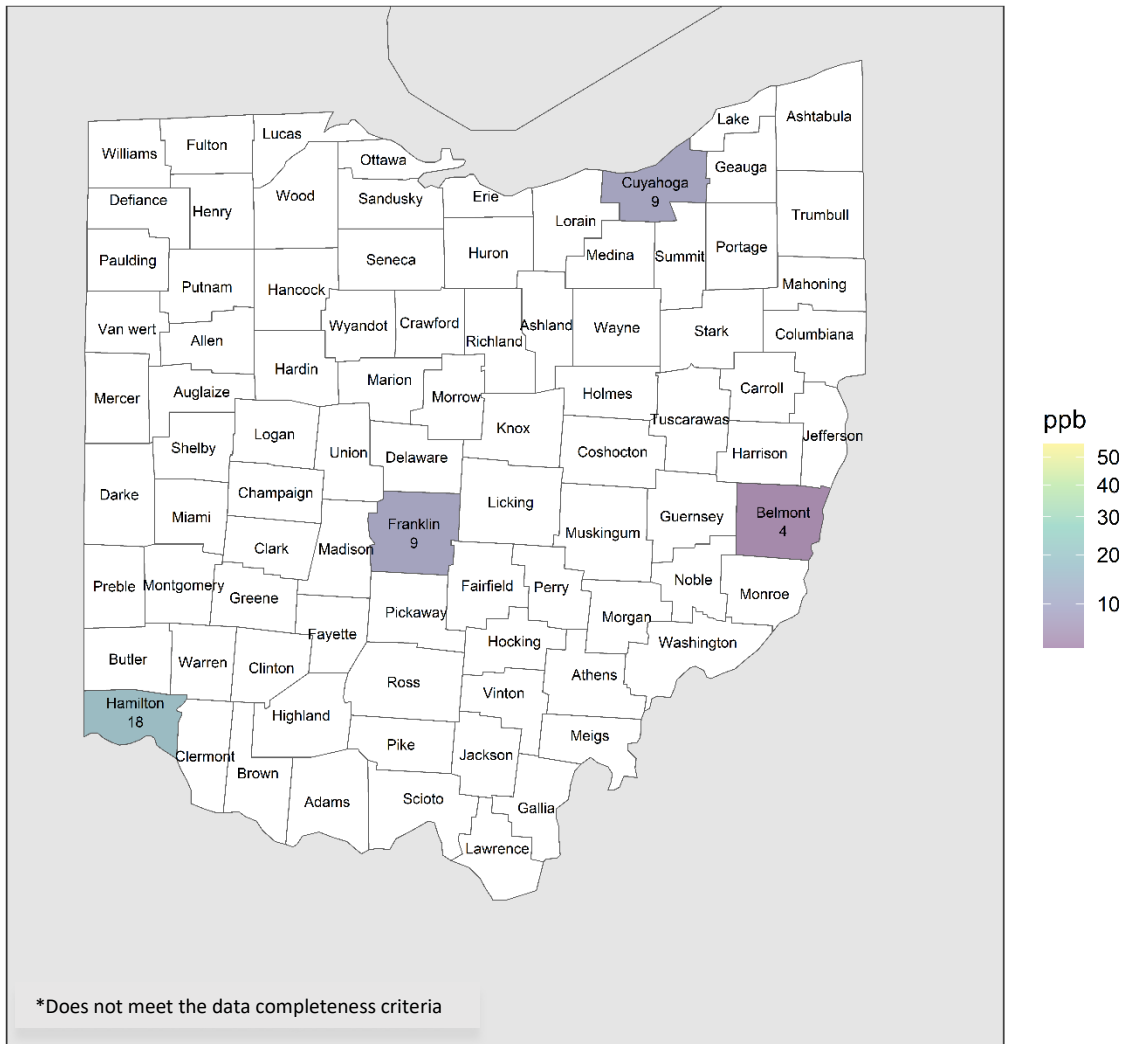 Lake
Ashtabula
Lucas
Fulton
Williams
Ottawa
Geauga
Cuyahoga
9
Wood
Sandusky
Erie
Defiance
Henry
Lorain
Trumbull
Portage
Huron
Medina
Summit
Seneca
Paulding
Mahoning
Putnam
Hancock
Van wert
Wyandot
Crawford
Ashland
Wayne
Stark
Columbiana
Allen
Richland
Hardin
Marion
Carroll
Mercer
Auglaize
Morrow
Holmes
Tuscarawas
Knox
Logan
Jefferson
Shelby
Union
Delaware
Coshocton
Harrison
Darke
Champaign
Licking
Miami
Franklin
9
Guernsey
Belmont
4
Muskingum
Clark
Madison
Preble
Montgomery
Fairfield
Perry
Noble
Monroe
Greene
Pickaway
Morgan
Fayette
Hocking
Washington
Butler
Warren
Clinton
Athens
Ross
Vinton
Hamilton
18
Highland
Meigs
Pike
Jackson
Clermont
Brown
Adams
Scioto
Gallia
Lawrence
*Does not meet the data completeness criteria
ppb
50
40
30
20
10